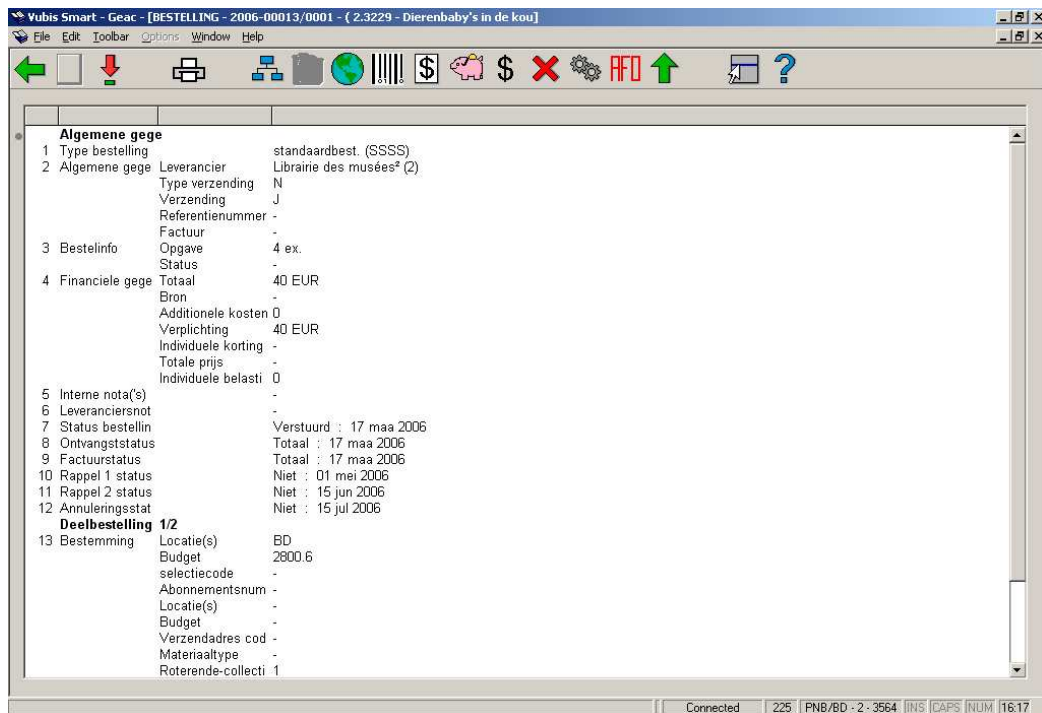 Vubis Smart - Geac - [BESTELLING - 2006-00013/0001 - ( 2.3229 - Dierenbaby's in de kou]
File Edit Toolbar Options Window Help
$ $ AFO ?
Algemene gege
1 Type bestelling standaardbest. (SSSS)
2 Algemene gege Leverancier Librairie des musées² (2)
Type verzending N
Verzending J
Referentienummer -
Factuur -
3 Bestelinfo Opgave 4 ex.
Status -
4 Financiele gege Totaal 40 EUR
Bron -
Additionele kosten 0
Verplichting 40 EUR
Individuele korting -
Totale prijs -
Individuele belasti 0
5 Interne nota('s) -
6 Leveranciersnot -
7 Status bestellin Verstuurd : 17 maa 2006
8 Ontvangststatus Totaal : 17 maa 2006
9 Factuurstatus Totaal : 17 maa 2006
10 Rappel 1 status Niet : 01 mei 2006
11 Rappel 2 status Niet : 15 jun 2006
12 Annuleringsstat Niet : 15 jul 2006
Deelbestelling 1/2
13 Bestemming Locatie(s) BD
Budget 2800.6
selectiecode -
Abonnementsnum -
Locatie(s) -
Budget -
Verzendadres cod -
Materiaaltype -
Roterende-collecti 1
Connected 225 PNB/BD - 2 - 3564 INS CAPS NUM 16:17